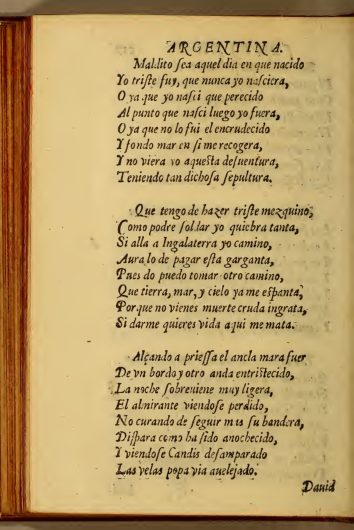 ARGENTINA.
Maldito sea aquel dia en que nacido
Yo triste fuy, que nunca yo nasciera,
O ya que yo nasci que perecido
Al punto que nasci luego yo fuera,
O ya que no lo fui el encrudecido
Y fondo mar en si me recogera,
Y no viera yo aquesta desuentura,
Teniendo tan dichosa sepultura.
Que tengo de hazer triste mezquino,
Como podre soldar yo quiebra tanta,
Si alla a Ingalaterra yo camino,
Auralo de pagar esta garganta,
Pues do puedo tomar otro camino,
Que tierra, mar, y cielo ya me espanta,
Porque no vienes muerte cruda ingrata,
Si darme quieres vida aqui me mata.
Alçando a priessa el ancla mara fuer
De vn bordo y otro anda entristecido,
La noche sobreuiene muy ligera,
El almirante viendose perdido,
No curando de seguir mas su bandera,
Dispara como ha sido anochecido,
Y viendose Candis desamparado
Las velas popa via auelejado.
Dauid